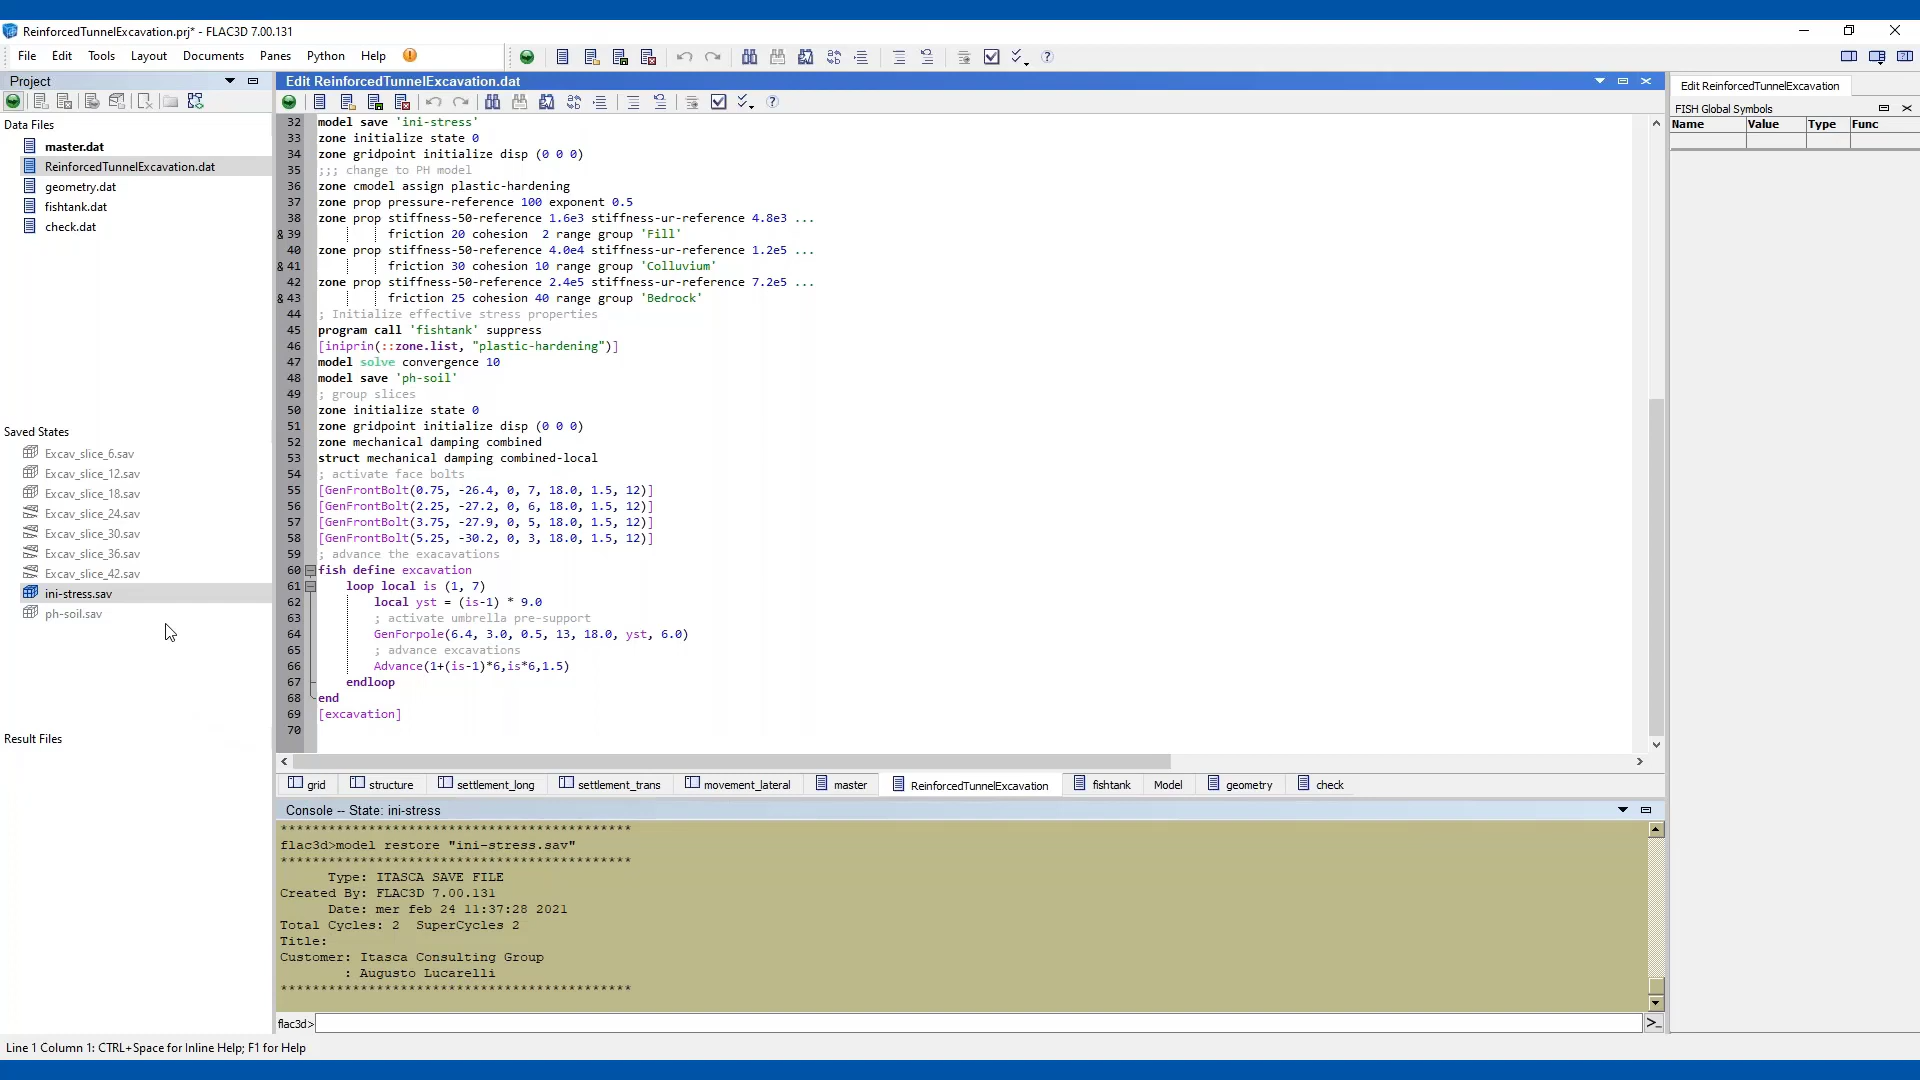 ReinforcedTunnelExcavation.prj* - FLAC3D 7.00.131
File Edit Tools Layout Documents Panes Python Help
Project
Data Files
master.dat
ReinforcedTunnelExcavation.dat
geometry.dat
fishtank.dat
check.dat
Saved States
Excav_slice_6.sav
Excav_slice_12.sav
Excav_slice_18.sav
Excav_slice_24.sav
Excav_slice_30.sav
Excav_slice_36.sav
Excav_slice_42.sav
ini-stress.sav
ph-soil.sav
Result Files
Edit ReinforcedTunnelExcavation.dat
32 model save 'ini-stress'
33 zone initialize state 0
34 zone gridpoint initialize disp (0 0 0)
35 ;;; change to PH model
36 zone cmodel assign plastic-hardening
37 zone prop pressure-reference 100 exponent 0.5
38 zone prop stiffness-50-reference 1.6e3 stiffness-ur-reference 4.8e3 ...
& 39 friction 20 cohesion  2 range group 'Fill'
40 zone prop stiffness-50-reference 4.0e4 stiffness-ur-reference 1.2e5 ...
& 41 friction 30 cohesion 10 range group 'Colluvium'
42 zone prop stiffness-50-reference 2.4e5 stiffness-ur-reference 7.2e5 ...
& 43 friction 25 cohesion 40 range group 'Bedrock'
44 ; Initialize effective stress properties
45 program call 'fishtank' suppress
46 [iniprin(::zone.list, "plastic-hardening")]
47 model solve convergence 10
48 model save 'ph-soil'
49 ; group slices
50 zone initialize state 0
51 zone gridpoint initialize disp (0 0 0)
52 zone mechanical damping combined
53 struct mechanical damping combined-local
54 ; activate face bolts
55 [GenFrontBolt(0.75, -26.4, 0, 7, 18.0, 1.5, 12)]
56 [GenFrontBolt(2.25, -27.2, 0, 6, 18.0, 1.5, 12)]
57 [GenFrontBolt(3.75, -27.9, 0, 5, 18.0, 1.5, 12)]
58 [GenFrontBolt(5.25, -30.2, 0, 3, 18.0, 1.5, 12)]
59 ; advance the exacavations
60 fish define excavation
61 loop local is (1, 7)
62 local yst = (is-1) * 9.0
63 ; activate umbrella pre-support
64 GenForpole(6.4, 3.0, 0.5, 13, 18.0, yst, 6.0)
65 ; advance excavations
66 Advance(1+(is-1)*6,is*6,1.5)
67 endloop
68 end
69 [excavation]
70
grid structure settlement_long settlement_trans movement_lateral master ReinforcedTunnelExcavation fishtank Model geometry check
Console -- State: ini-stress
********************************************
flac3d>model restore "ini-stress.sav"
********************************************
Type: ITASCA SAVE FILE
Created By: FLAC3D 7.00.131
Date: mer feb 24 11:37:28 2021
Total Cycles: 2  SuperCycles 2
Title:
Customer: Itasca Consulting Group
: Augusto Lucarelli
********************************************
flac3d>
Edit ReinforcedTunnelExcavation
FISH Global Symbols
Name Value Type Func
Line 1 Column 1: CTRL+Space for Inline Help; F1 for Help